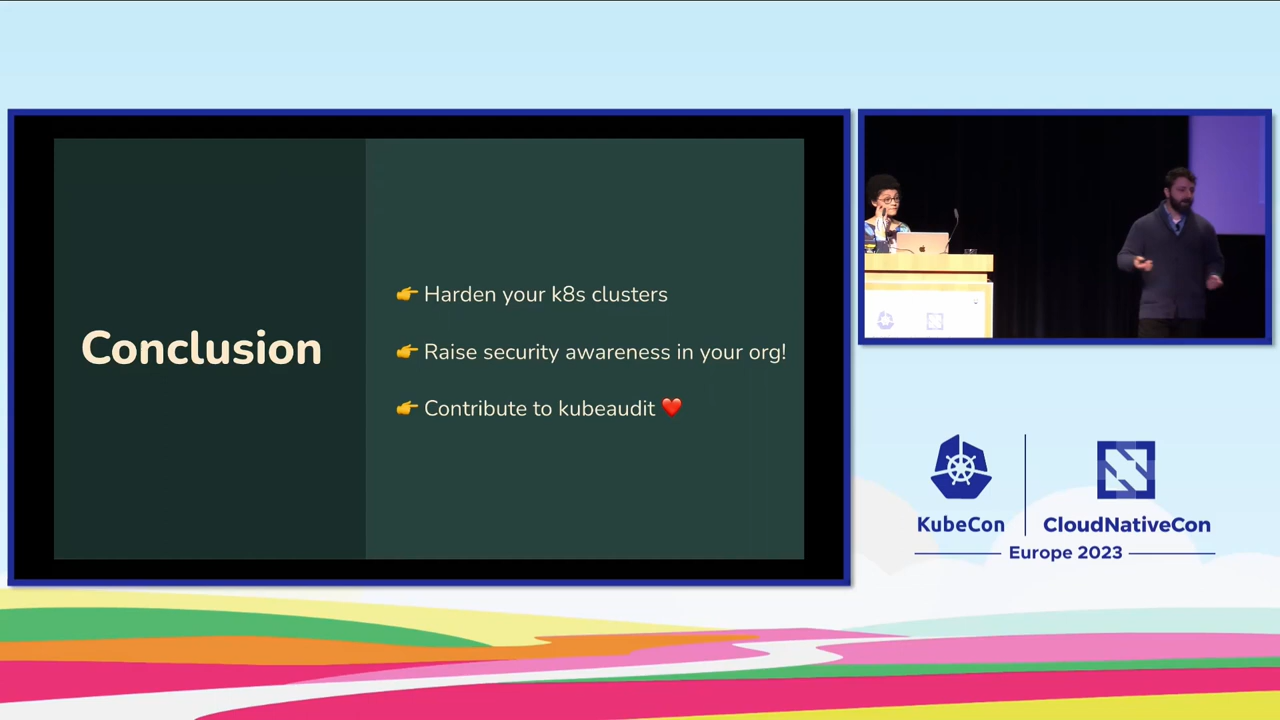 Conclusion
👉 Harden your k8s clusters
👉 Raise security awareness in your org!
👉 Contribute to kubeaudit ❤️
KubeCon
CloudNativeCon
Europe 2023